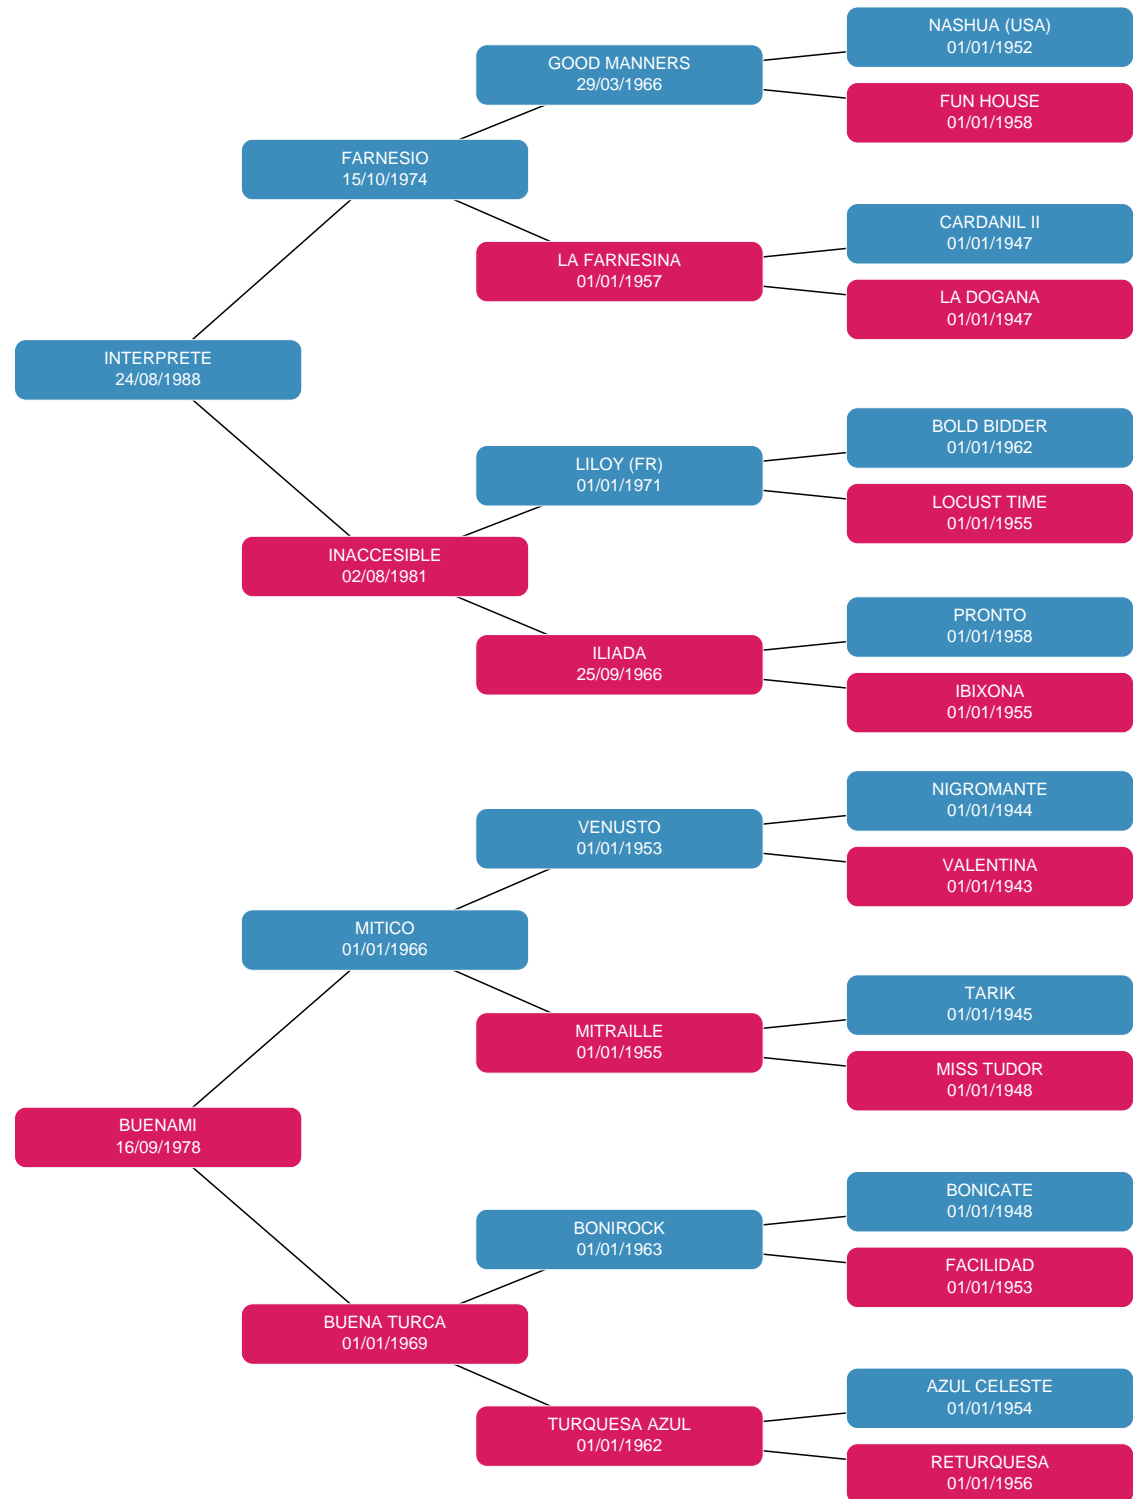 NASHUA (USA)
01/01/1952
GOOD MANNERS
29/03/1966
FUN HOUSE
01/01/1958
FARNESIO
15/10/1974
CARDANIL II
01/01/1947
LA FARNESINA
01/01/1957
LA DOGANA
01/01/1947
INTERPRETE
24/08/1988
BOLD BIDDER
01/01/1962
LILOY (FR)
01/01/1971
LOCUST TIME
01/01/1955
INACCESIBLE
02/08/1981
PRONTO
01/01/1958
ILIADA
25/09/1966
IBIXONA
01/01/1955
NIGROMANTE
01/01/1944
VENUSTO
01/01/1953
VALENTINA
01/01/1943
MITICO
01/01/1966
TARIK
01/01/1945
MITRAILLE
01/01/1955
MISS TUDOR
01/01/1948
BUENAMI
16/09/1978
BONICATE
01/01/1948
BONIROCK
01/01/1963
FACILIDAD
01/01/1953
BUENA TURCA
01/01/1969
AZUL CELESTE
01/01/1954
TURQUESA AZUL
01/01/1962
RETURQUESA
01/01/1956